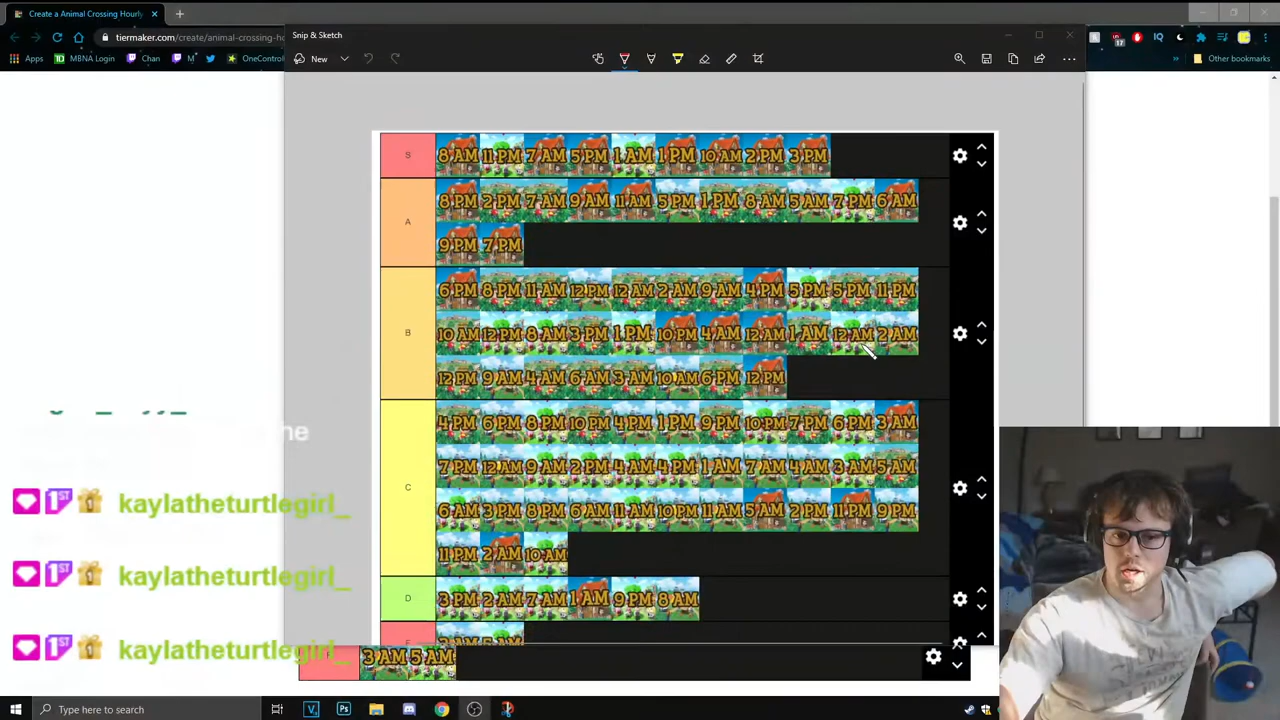 Create a Animal Crossing Hourly
tiermaker.com/create/animal-crossing-ho
Apps
MBNA Login
Chan
M
OneControl
Other bookmarks
17
IQ
Snip & Sketch
New
S
8 AM 11 PM 7 AM 5 PM 1 AM 1 PM 10 AM 2 PM 3 PM
A
8 PM 2 PM 7 AM 9 AM 11 AM 5 PM 1 PM 8 AM 5 AM 7 PM 6 AM
9 PM 7 PM
B
6 PM 8 PM 11 AM 12 PM 12 AM 2 AM 9 AM 4 PM 5 PM 5 PM 11 PM
10 AM 12 PM 8 AM 3 PM 1 PM 10 PM 4 AM 12 AM 1 AM 12 AM 2 AM
12 PM 9 AM 4 AM 6 AM 3 AM 10 AM 6 PM 12 PM
C
4 PM 6 PM 8 PM 10 PM 4 PM 1 PM 9 PM 10 PM 7 PM 6 PM 3 AM
7 PM 12 AM 9 AM 2 PM 4 AM 4 PM 1 AM 7 AM 4 AM 3 AM 5 AM
6 AM 3 PM 8 PM 6 AM 11 AM 10 PM 11 AM 5 AM 2 PM 11 PM 9 PM
11 PM 2 AM 10 AM
D
3 PM 2 AM 7 AM 1 AM 9 PM 8 AM
3 AM 5 AM
he
1ST kaylatheturtlegirl_
1ST kaylatheturtlegirl_
1ST kaylatheturtlegirl_
Type here to search
V
Ps